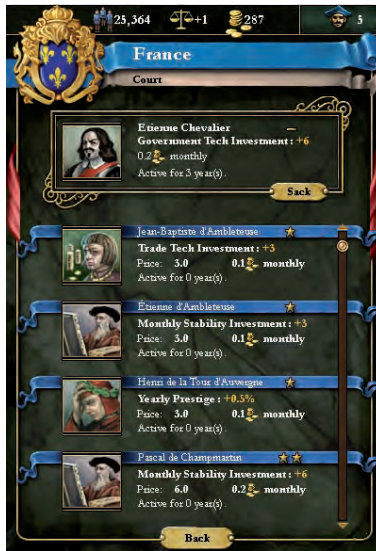 25,364 +1 287 5
France
Court
Etienne Chevalier
Government Tech Investment : +6
0.2 monthly
Active for 3 year(s).
Sack
Jean-Baptiste d'Ambleteuse
Trade Tech Investment : +3
Price: 3.0 0.1 monthly
Active for 0 year(s).
Étienne d'Ambleteuse
Monthly Stability Investment : +3
Price: 3.0 0.1 monthly
Active for 0 year(s).
Henri de la Tour d'Auvergne
Yearly Prestige : +0.5%
Price: 3.0 0.1 monthly
Active for 0 year(s).
Pascal de Champmartin
Monthly Stability Investment : +6
Price: 6.0 0.2 monthly
Active for 0 year(s).
Back